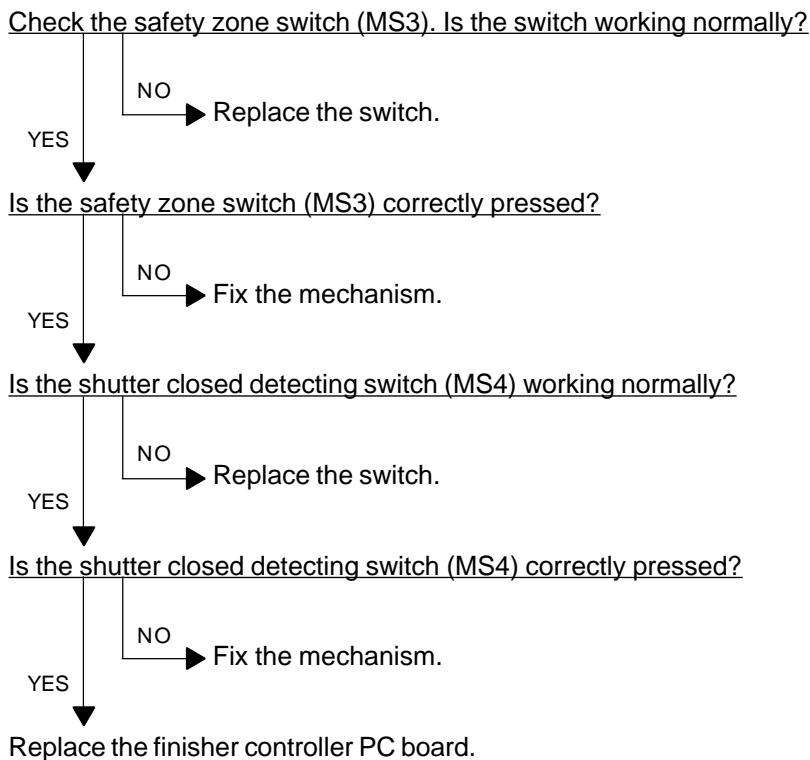 Check the safety zone switch (MS3). Is the switch working normally?
NO
Replace the switch.
YES
Is the safety zone switch (MS3) correctly pressed?
NO
Fix the mechanism.
YES
Is the shutter closed detecting switch (MS4) working normally?
NO
Replace the switch.
YES
Is the shutter closed detecting switch (MS4) correctly pressed?
NO
Fix the mechanism.
YES
Replace the finisher controller PC board.